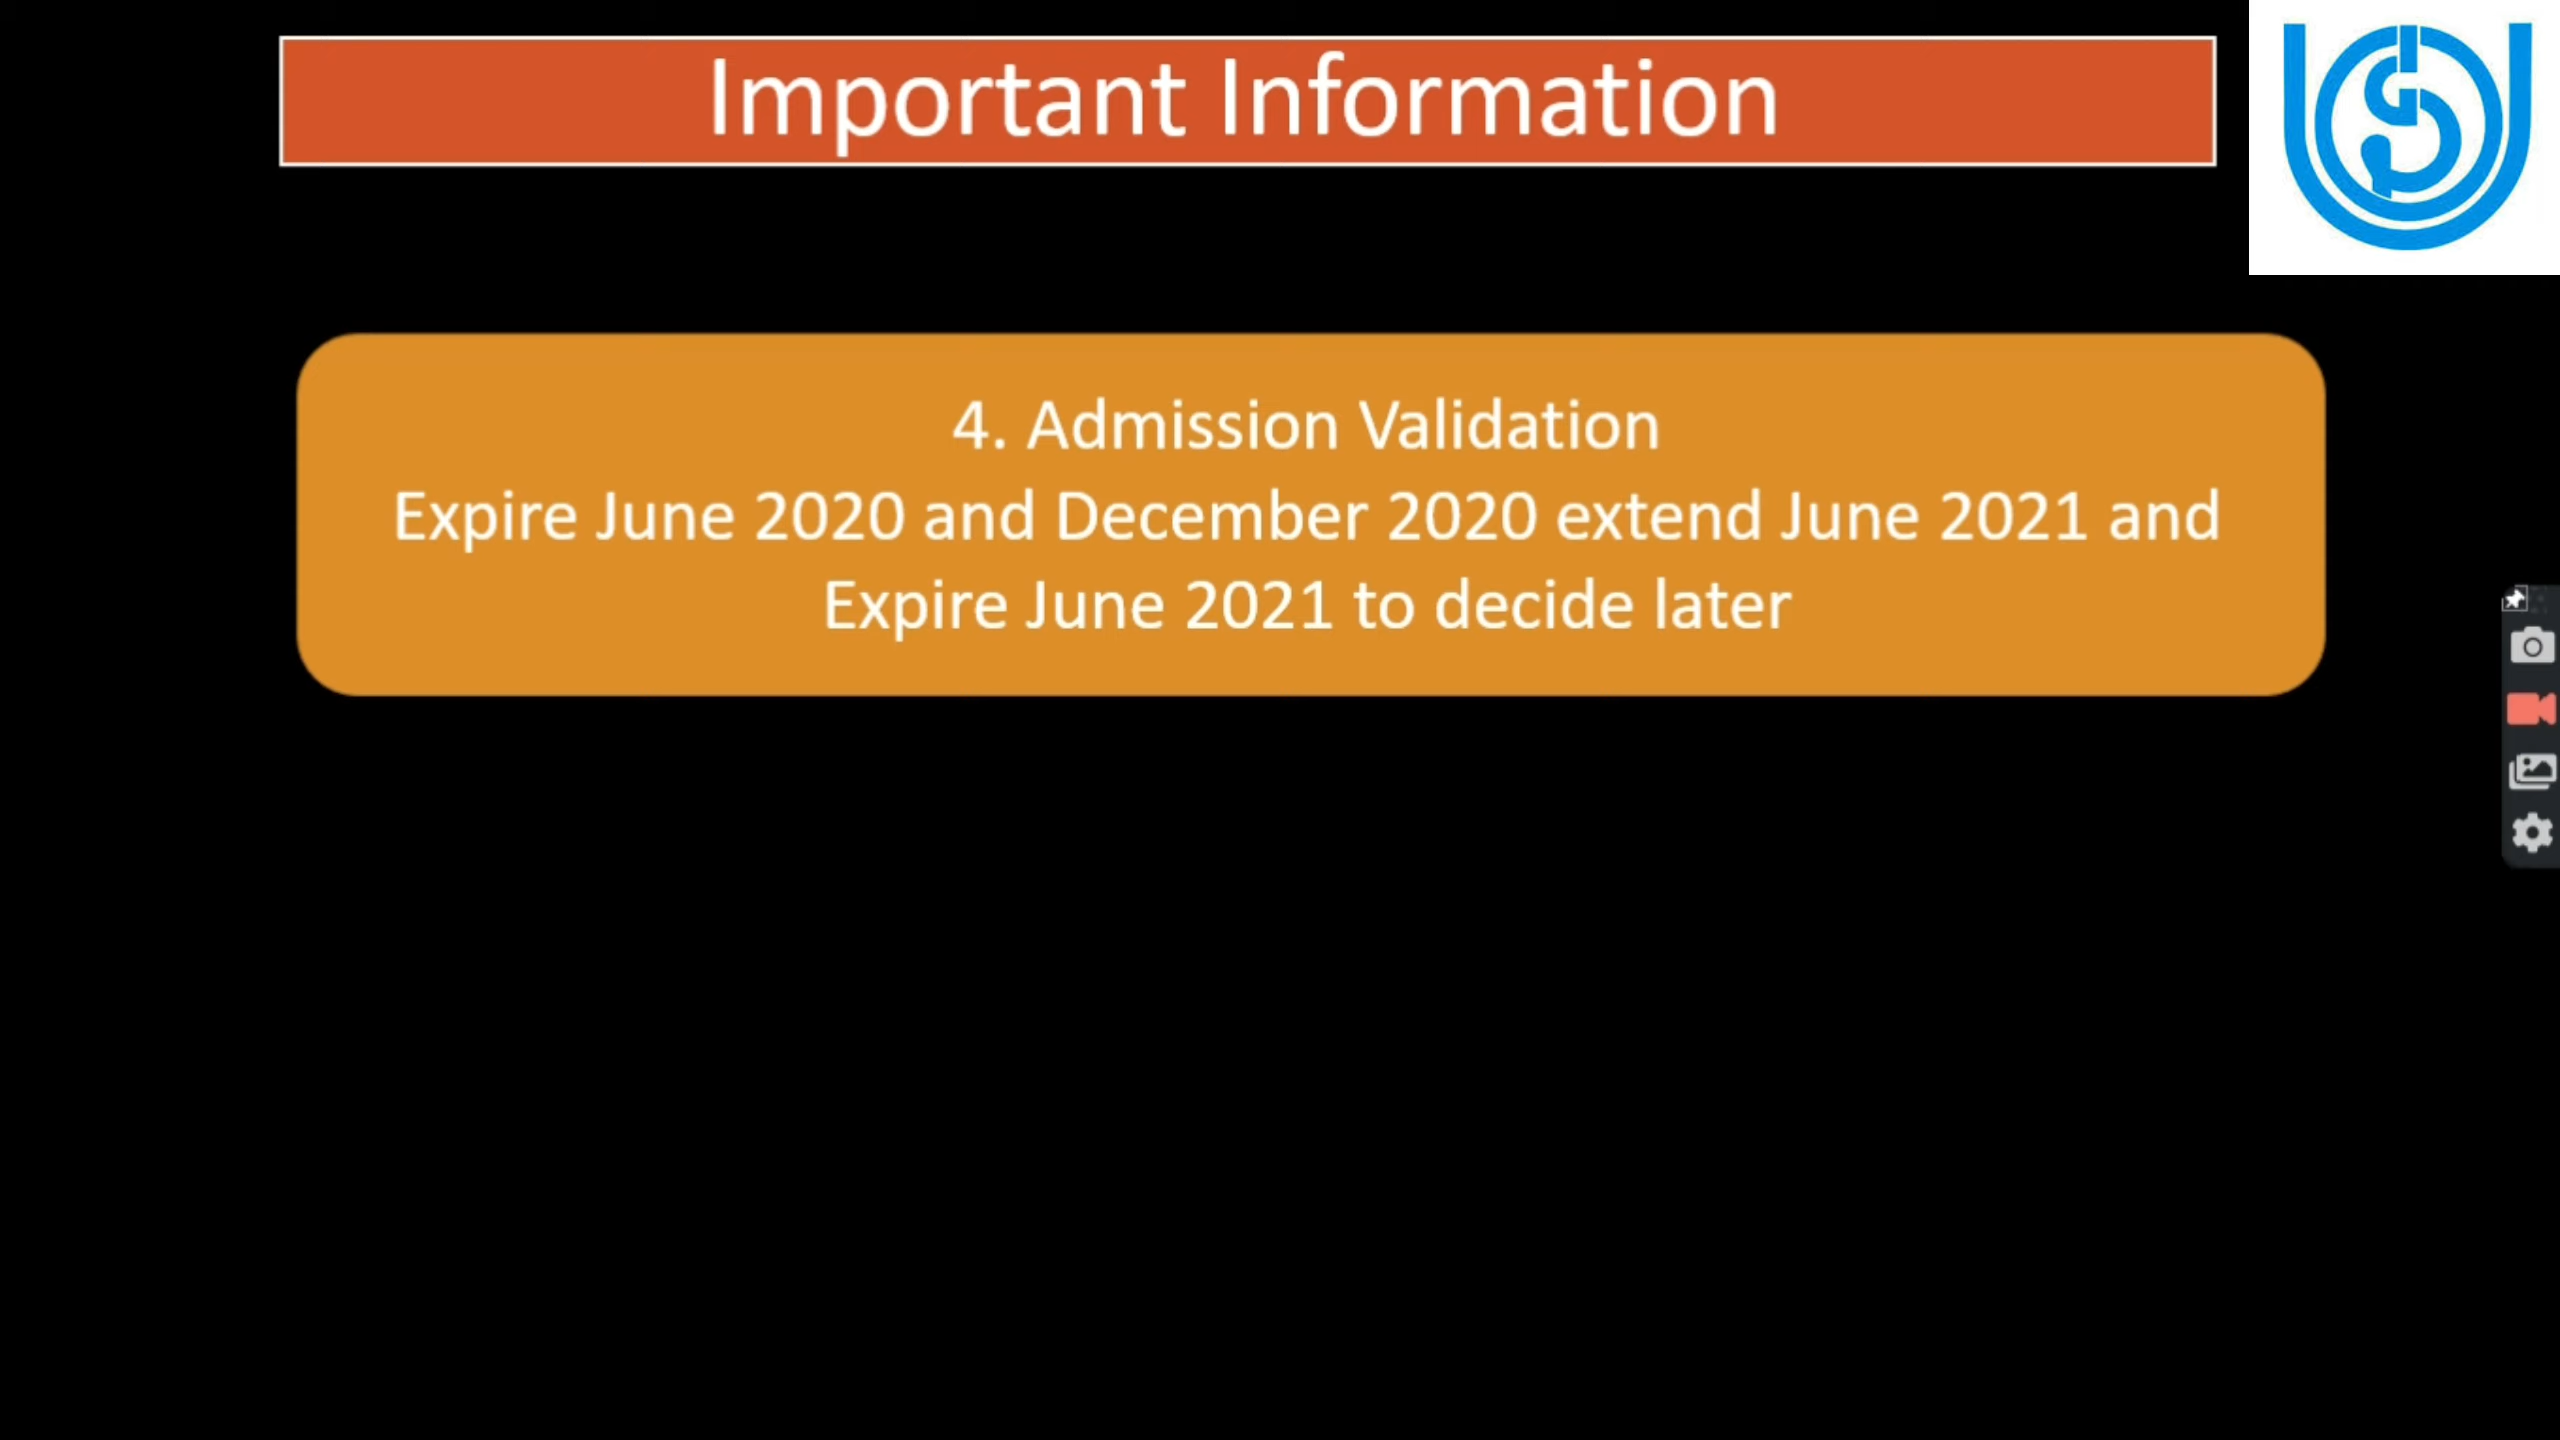 Important Information
4. Admission Validation
Expire June 2020 and December 2020 extend June 2021 and
Expire June 2021 to decide later